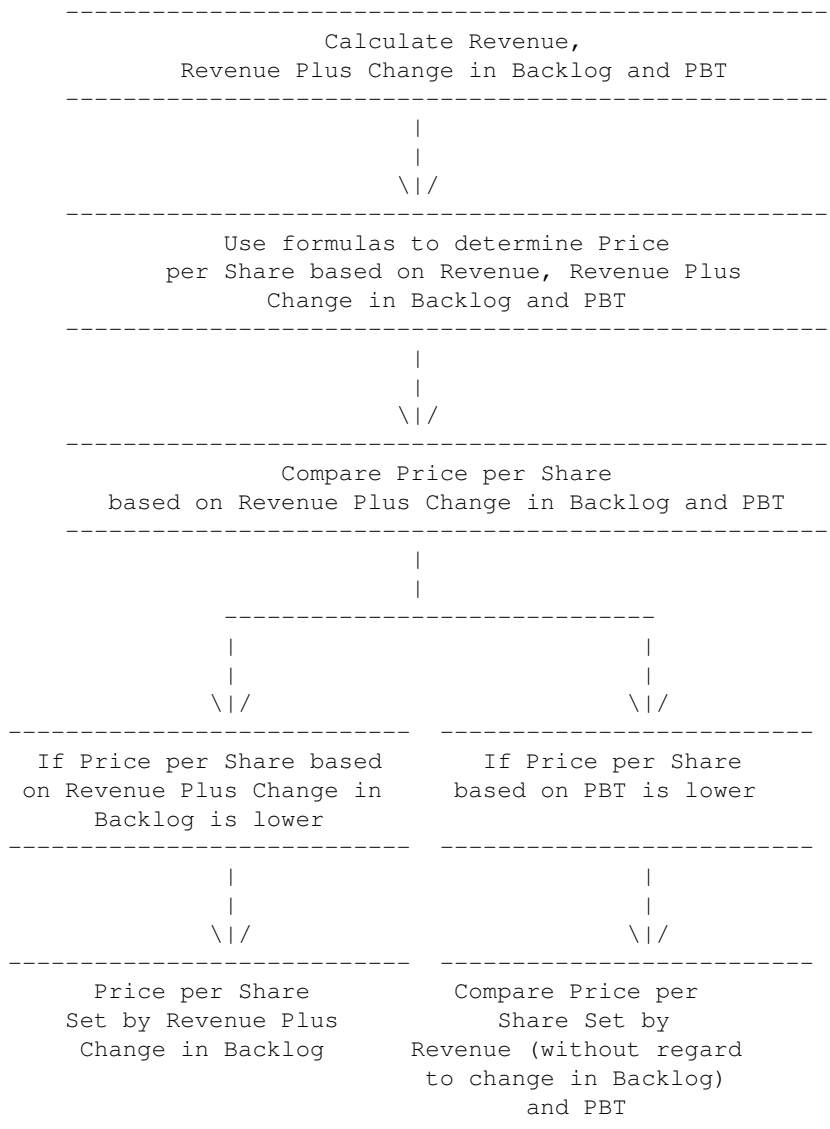 Calculate Revenue,
Revenue Plus Change in Backlog and PBT
Use formulas to determine Price
per Share based on Revenue, Revenue Plus
Change in Backlog and PBT
Compare Price per Share
based on Revenue Plus Change in Backlog and PBT
If Price per Share based
on Revenue Plus Change in
Backlog is lower
If Price per Share
based on PBT is lower
Price per Share
Set by Revenue Plus
Change in Backlog
Compare Price per
Share Set by
Revenue (without regard
to change in Backlog)
and PBT